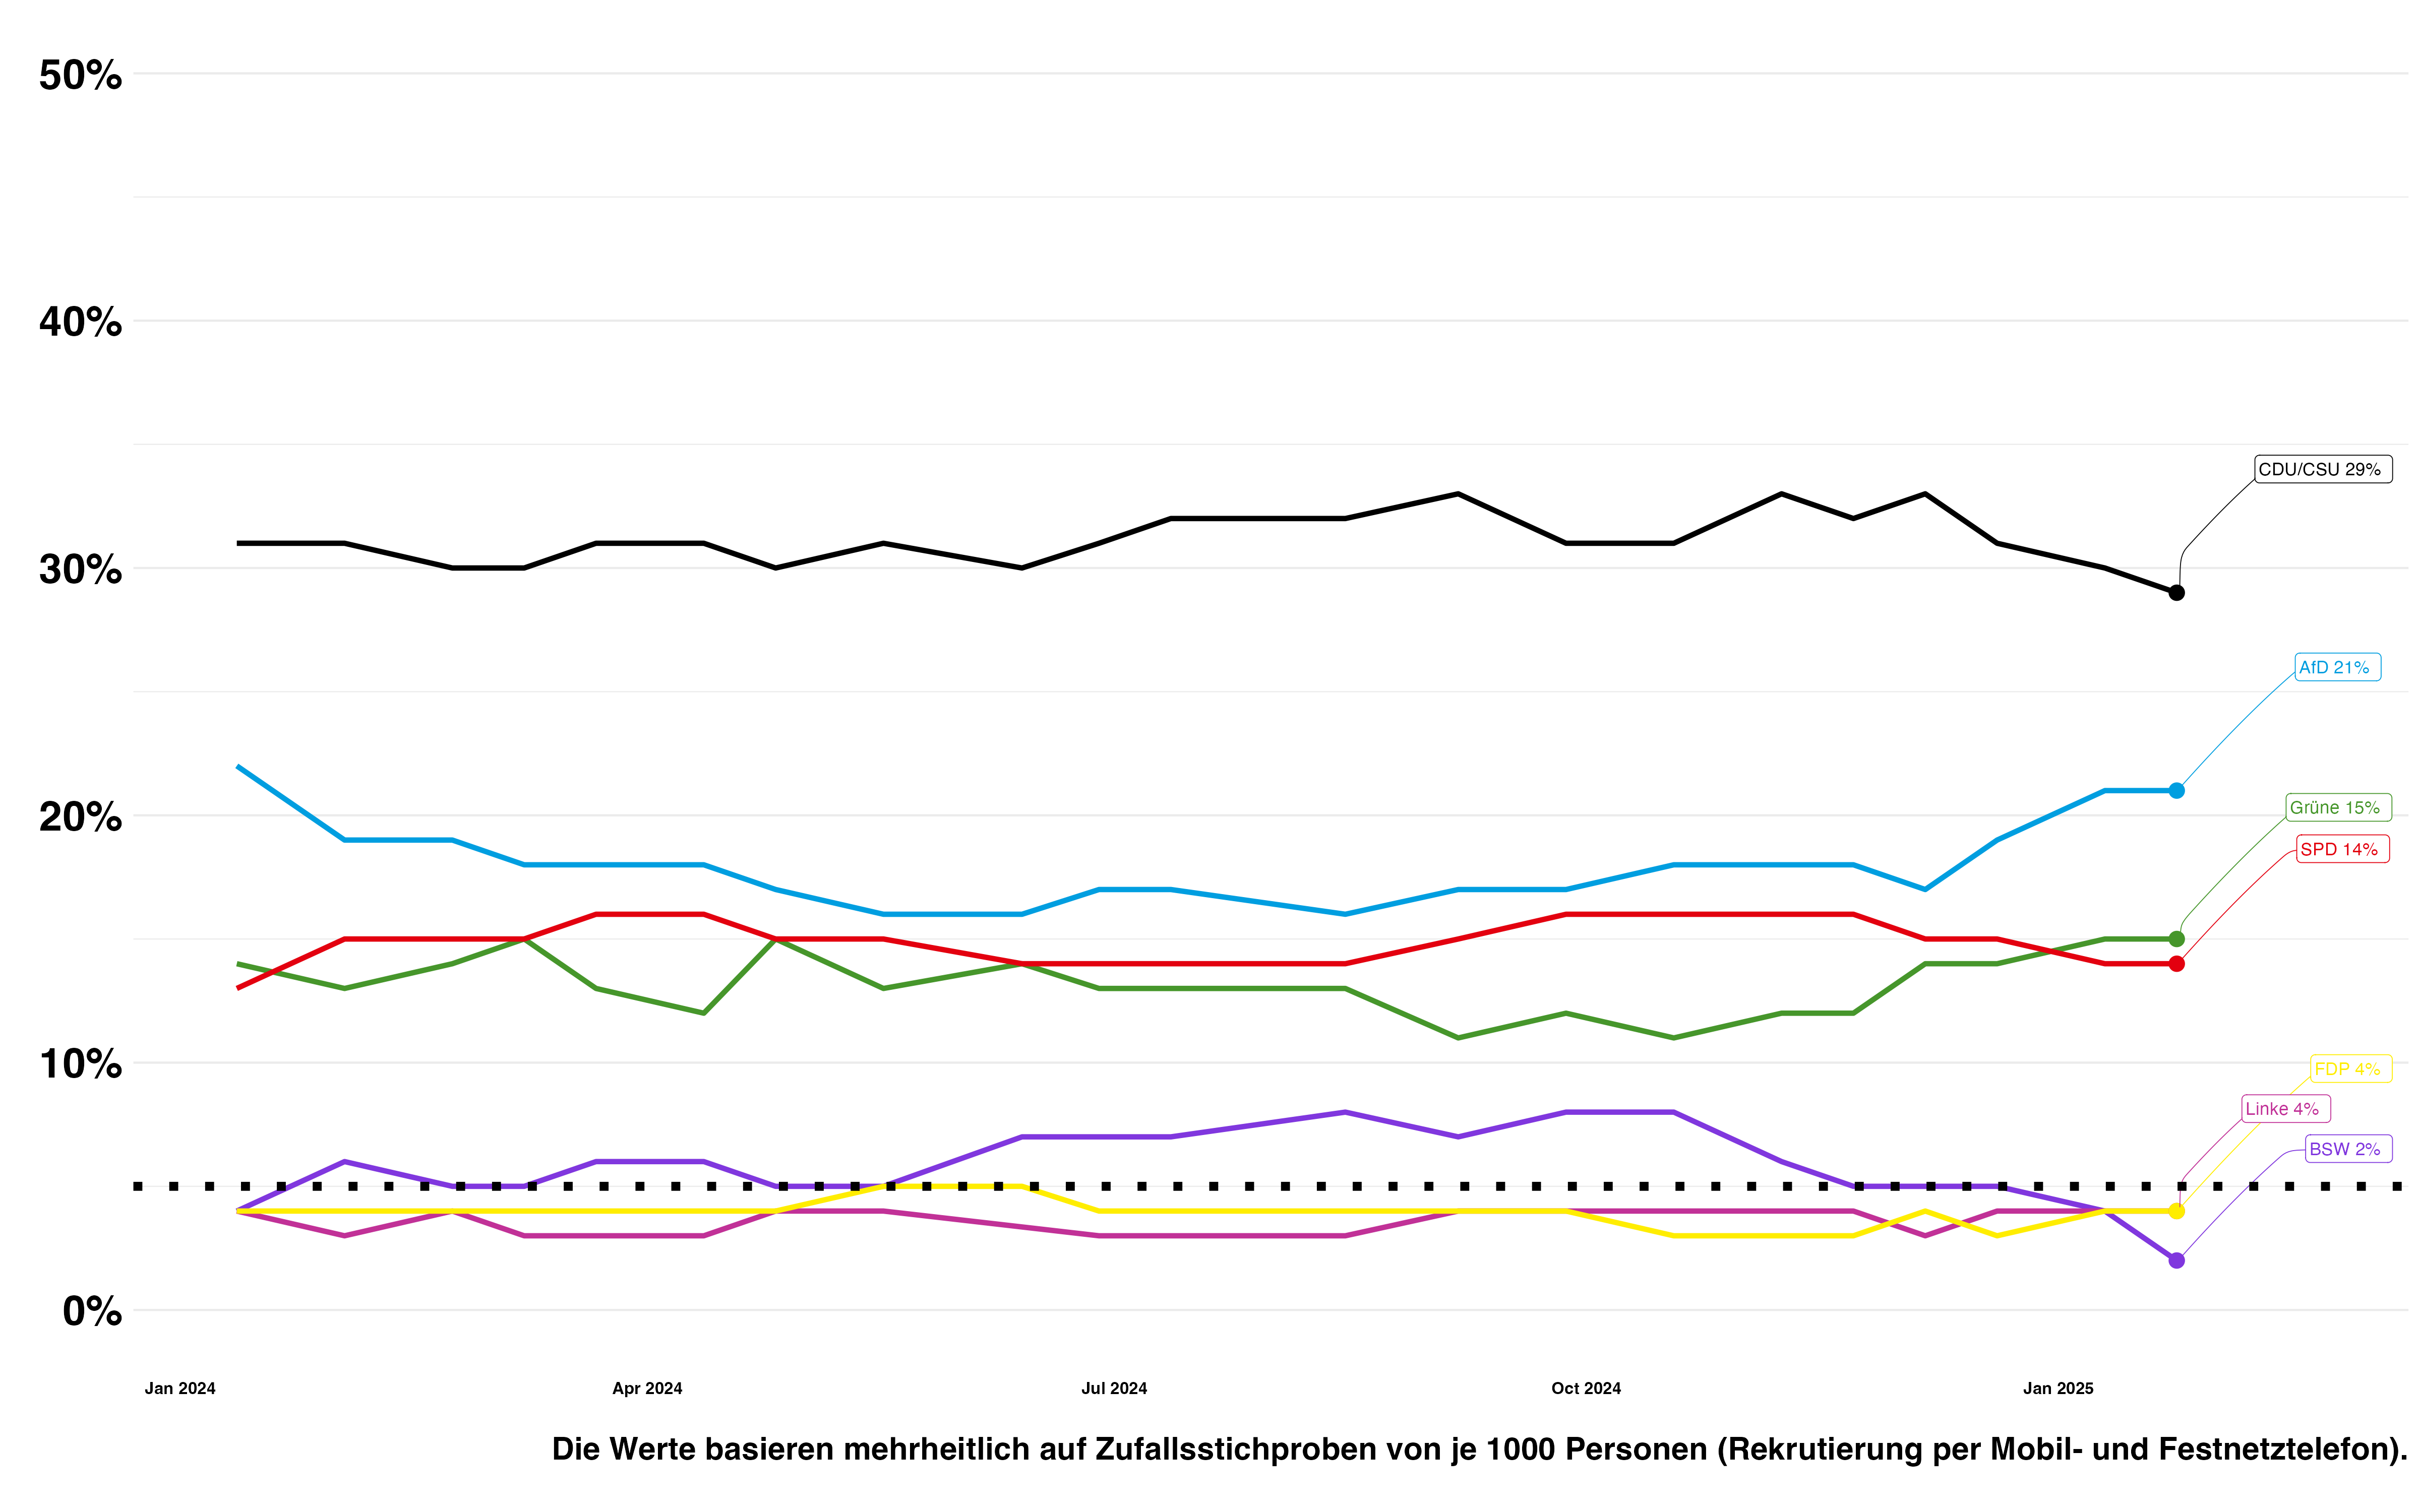 50%
40%
CDU/CSU 29%
30%
AfD 21%
Grüne 15%
20%
SPD 14%
10%
FDP 4%
Linke 4%
BSW 2%
0%
Jan 2024 Apr 2024 Jul 2024 Oct 2024 Jan 2025
Die Werte basieren mehrheitlich auf Zufallsstichproben von je 1000 Personen (Rekrutierung per Mobil- und Festnetztelefon).